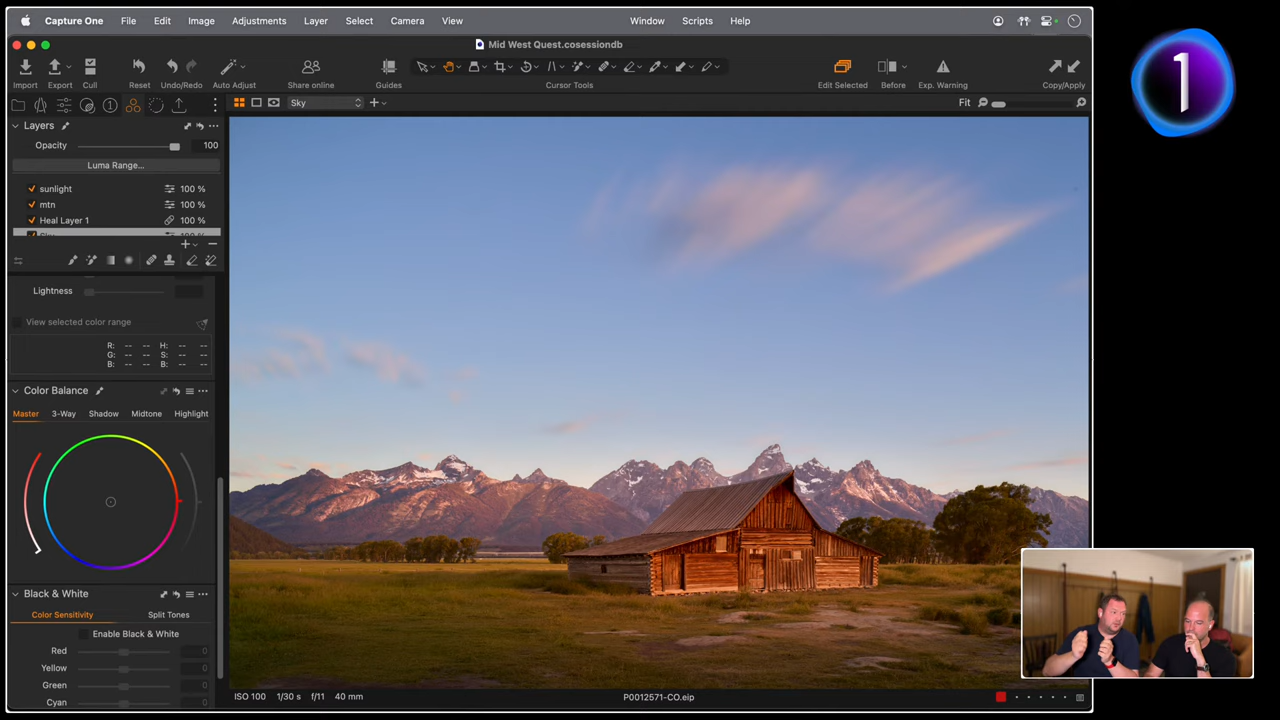 Capture One File Edit Image Adjustments Layer Select Camera View Window Scripts Help
Mid West Quest.cosessiondb
Import Export Cull Reset Undo/Redo Auto Adjust Share online Guides Cursor Tools Edit Selected Before Exp. Warning Copy/Apply
Sky
Fit
Layers
Opacity 100
Luma Range...
sunlight 100 %
mtn 100 %
Heal Layer 1 100 %
Lightness
View selected color range
R: -- -- H: -- --
G: -- -- S: -- --
B: -- -- B: -- --
Color Balance
Master 3-Way Shadow Midtone Highlight
Black & White
Color Sensitivity Split Tones
Enable Black & White
Red 0
Yellow 0
Green 0
Cyan 0
ISO 100 1/30 s f/11 40 mm P0012571-CO.eip
1